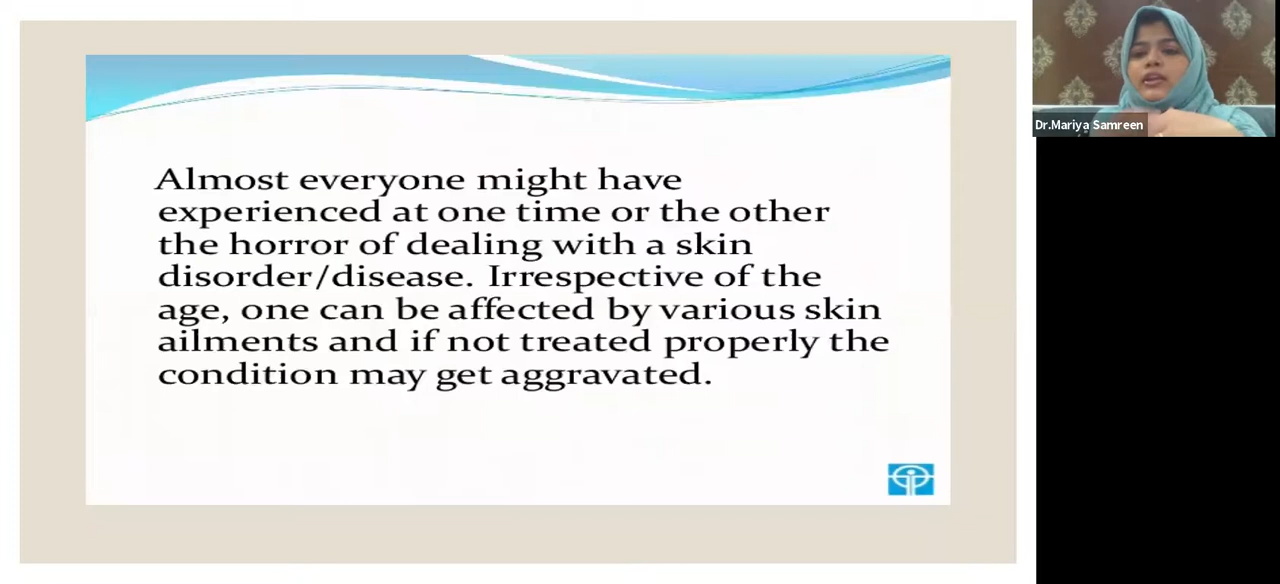 Almost everyone might have
experienced at one time or the other
the horror of dealing with a skin
disorder/disease. Irrespective of the
age, one can be affected by various skin
ailments and if not treated properly the
condition may get aggravated.
Dr.Mariya Samreen